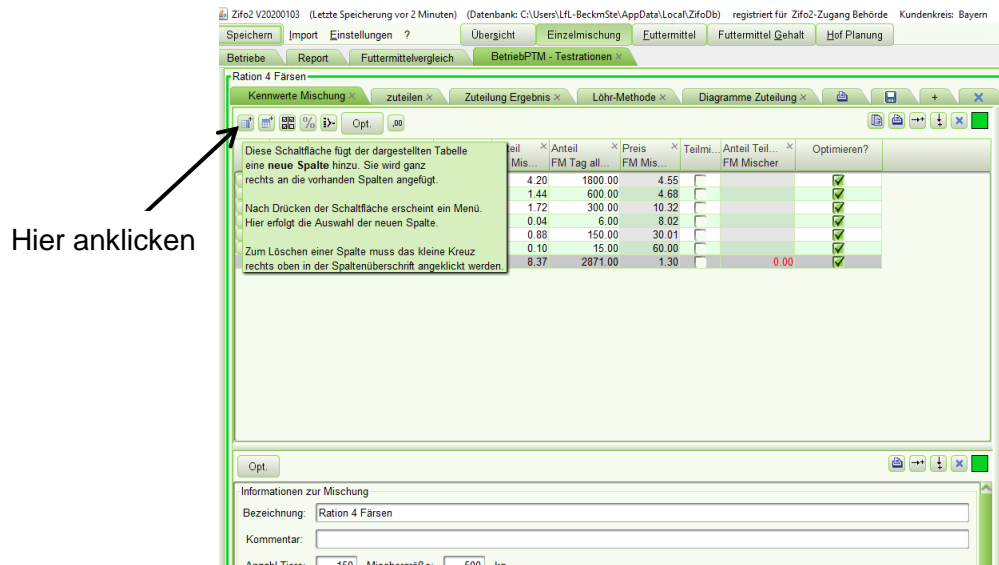 Zifo2 V20200103 (Letzte Speicherung vor 2 Minuten) (Datenbank: C:\Users\LfL-BeckmSte\AppData\Local\ZifoDb) registriert für Zifo2-Zugang Behörde Kundenkreis: Bayern
Speichern Import Einstellungen ? Übersicht Einzelmischung Futtermittel Futtermittel Gehalt Hof Planung
Betriebe Report Futtermittelvergleich BetriebPTM - Testrationen ×
Ration 4 Färsen
Kennwerte Mischung × zuteilen × Zuteilung Ergebnis × Löhr-Methode × Diagramme Zuteilung × + ×
% Opt. ,00
Diese Schaltfläche fügt der dargestellten Tabelle
eine neue Spalte hinzu. Sie wird ganz
rechts an die vorhanden Spalten angefügt.
Nach Drücken der Schaltfläche erscheint ein Menü.
Hier erfolgt die Auswahl der neuen Spalte.
Zum Löschen einer Spalte muss das kleine Kreuz
rechts oben in der Spaltenüberschrift angeklickt werden.
eil × Anteil × Preis × Teilmi... Anteil Teil... × Optimieren?
Mis... FM Tag all... FM Mis... FM Mischer
4.20 1800.00 4.55
1.44 600.00 4.68
1.72 300.00 10.32
0.04 6.00 8.02
0.88 150.00 30.01
0.10 15.00 60.00
8.37 2871.00 1.30 0.00
Hier anklicken
Opt.
Informationen zur Mischung
Bezeichnung: Ration 4 Färsen
Kommentar:
Anzahl Tiere: 150 Mischergröße: 500 kg